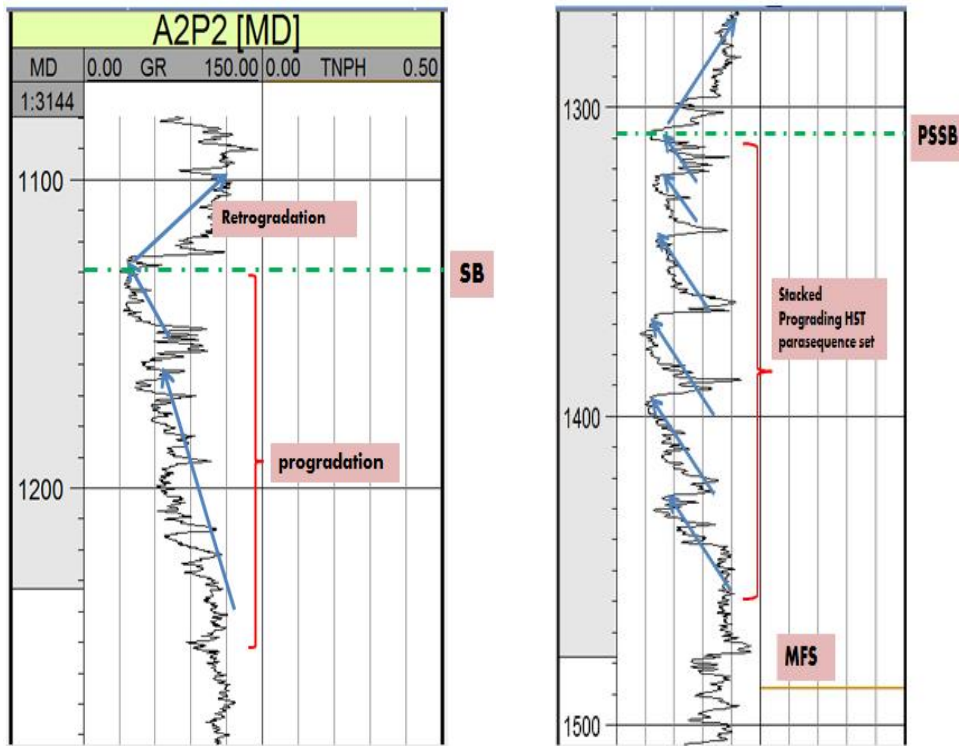 A2P2 [MD]
MD 0.00 GR 150.00 0.00 TNPH 0.50
1:3144
1100
Retrogradation
SB
progradation
1200
1300
PSSB
Stacked
Prograding HST
parasequence set
1400
MFS
1500